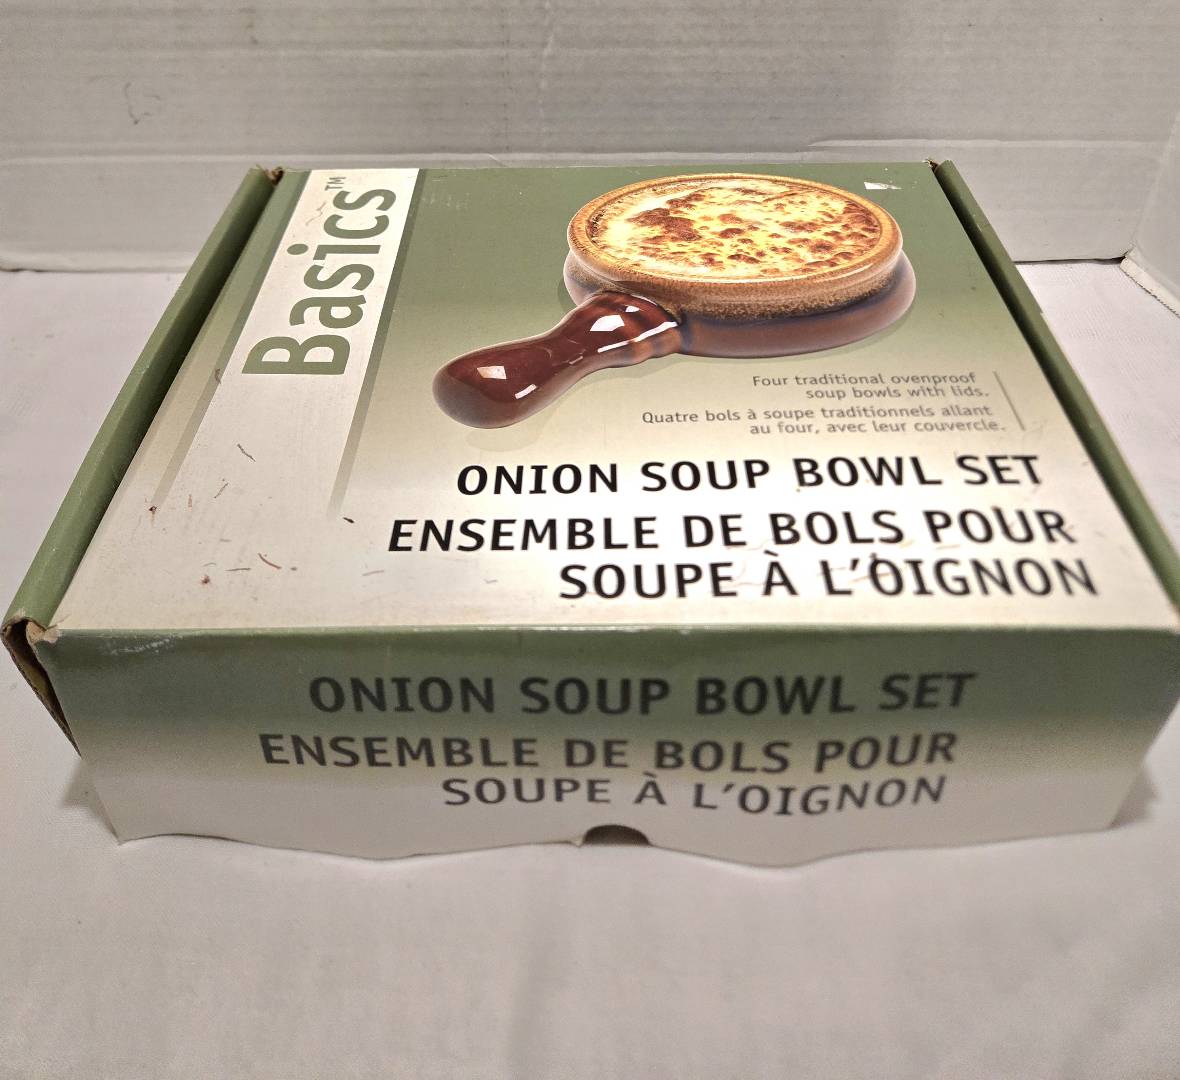 Basics™
Four traditional ovenproof
soup bowls with lids.
Quatre bols à soupe traditionnels allant
au four, avec leur couvercle.
ONION SOUP BOWL SET
ENSEMBLE DE BOLS POUR
SOUPE À L'OIGNON
ONION SOUP BOWL SET
ENSEMBLE DE BOLS POUR
SOUPE À L'OIGNON